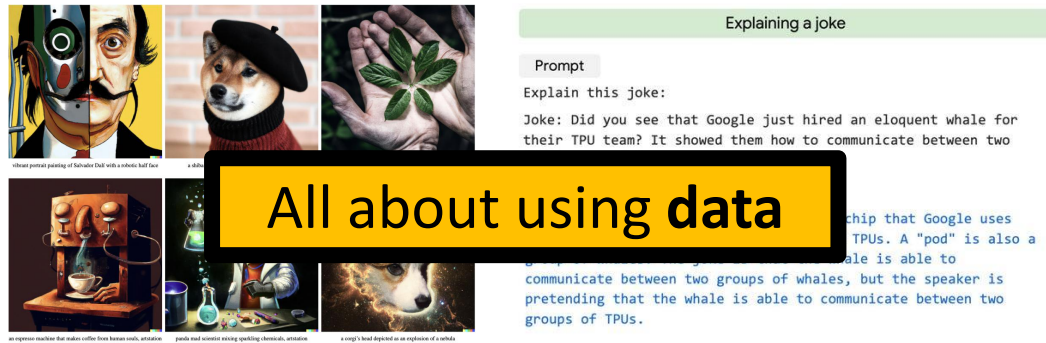 vibrant portrait painting of Salvador Dalí with a robotic half face
a shiba
an espresso machine that makes coffee from human souls, artstation
panda mad scientist mixing sparkling chemicals, artstation
a corgi's head depicted as an explosion of a nebula
All about using data
Explaining a joke
Prompt
Explain this joke:
Joke: Did you see that Google just hired an eloquent whale for
their TPU team? It showed them how to communicate between two
chip that Google uses
TPUs. A "pod" is also a
whale is able to
communicate between two groups of whales, but the speaker is
pretending that the whale is able to communicate between two
groups of TPUs.